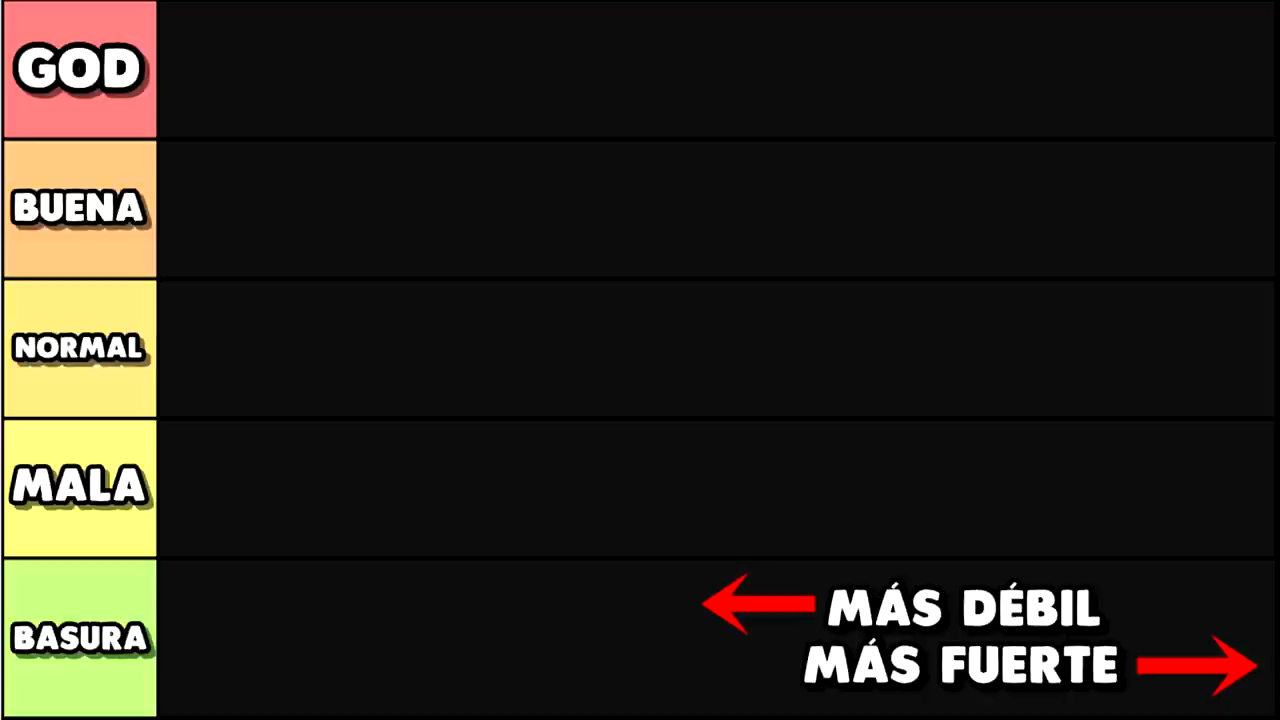 GOD
BUENA
NORMAL
MALA
BASURA
MÁS DÉBIL
MÁS FUERTE